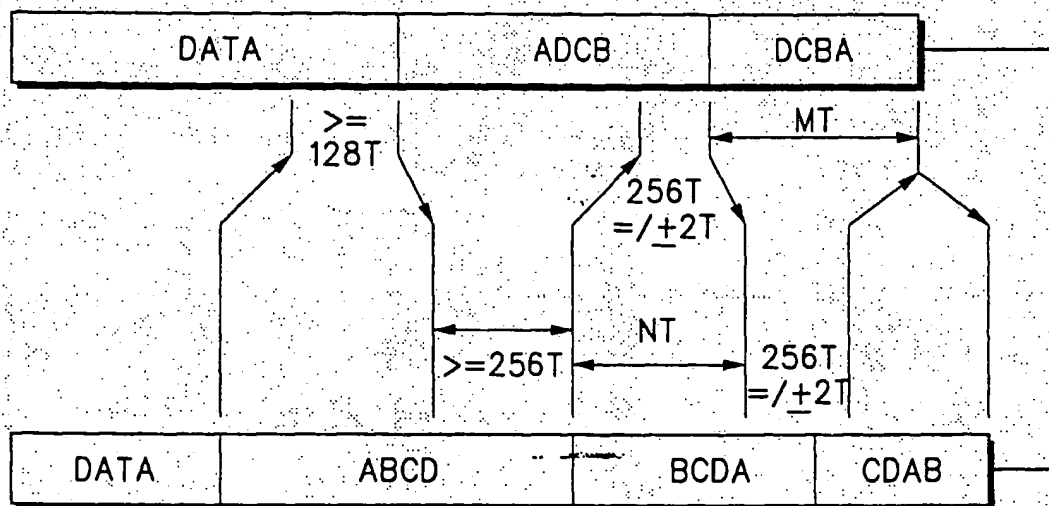 DATA ADCB DCBA
>=
128T
MT
256T
=/±2T
>=256T
NT
256T
=/±2T
DATA ABCD BCDA CDAB